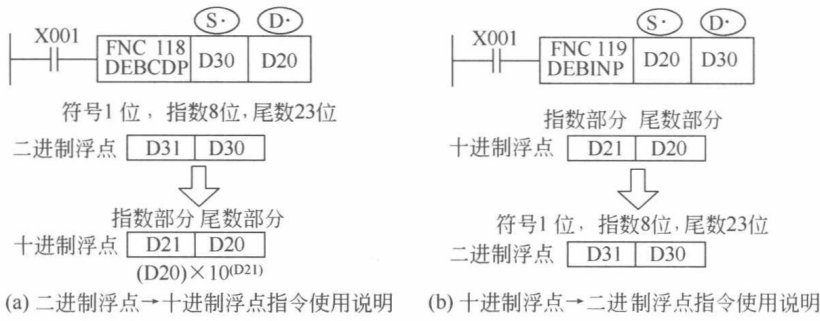 S· D·
X001 FNC 118 DEBCDP D30 D20
符号1位，指数8位，尾数23位
二进制浮点 D31 D30
指数部分 尾数部分
十进制浮点 D21 D20
(D20)×10(D21)
(a) 二进制浮点→十进制浮点指令使用说明
S· D·
X001 FNC 119 DEBINP D20 D30
指数部分 尾数部分
十进制浮点 D21 D20
符号1位，指数8位，尾数23位
二进制浮点 D31 D30
(b) 十进制浮点→二进制浮点指令使用说明